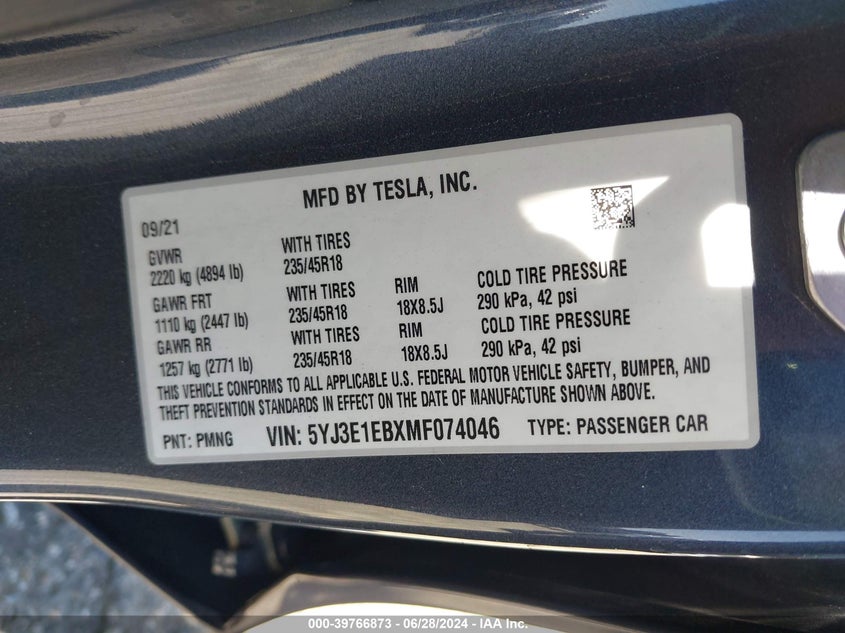 MFD BY TESLA, INC.
09/21
GVWR WITH TIRES
2220 kg (4894 lb) 235/45R18
GAWR FRT WITH TIRES RIM COLD TIRE PRESSURE
1110 kg (2447 lb) 235/45R18 18X8.5J 290 kPa, 42 psi
GAWR RR WITH TIRES RIM COLD TIRE PRESSURE
1257 kg (2771 lb) 235/45R18 18X8.5J 290 kPa, 42 psi
THIS VEHICLE CONFORMS TO ALL APPLICABLE U.S. FEDERAL MOTOR VEHICLE SAFETY, BUMPER, AND
THEFT PREVENTION STANDARDS IN EFFECT ON THE DATE OF MANUFACTURE SHOWN ABOVE.
PNT: PMNG VIN: 5YJ3E1EBXMF074046 TYPE: PASSENGER CAR
000-39766873 - 06/28/2024 - IAA Inc.